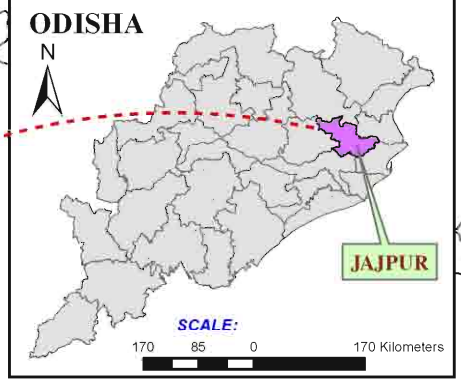 ODISHA
N
JAJPUR
SCALE:
170 85 0 170 Kilometers